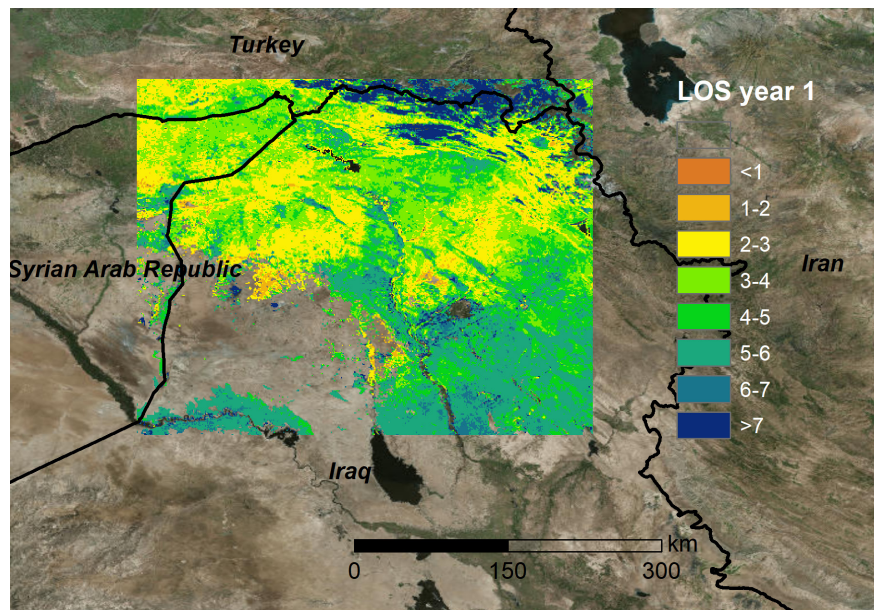 Turkey
LOS year 1
<1
1-2
2-3
3-4
4-5
5-6
6-7
>7
Syrian Arab Republic
Iran
Iraq
km
0 150 300